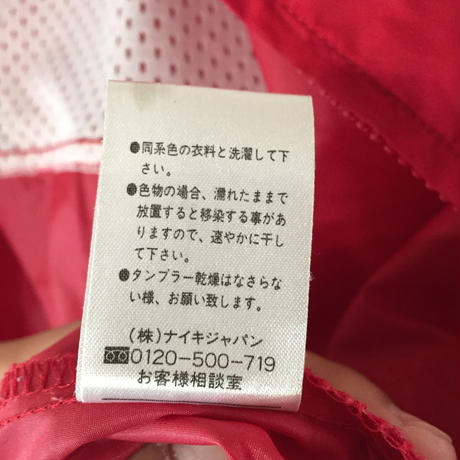 ●同系色の衣料と洗濯して下
さい。
●色物の場合、濡れたままで
放置すると移染する事があ
りますので、速やかに干し
て下さい。
●タンブラー乾燥はなさらな
い様、お願い致します。
(株)ナイキジャパン
0120-500-719
お客様相談室